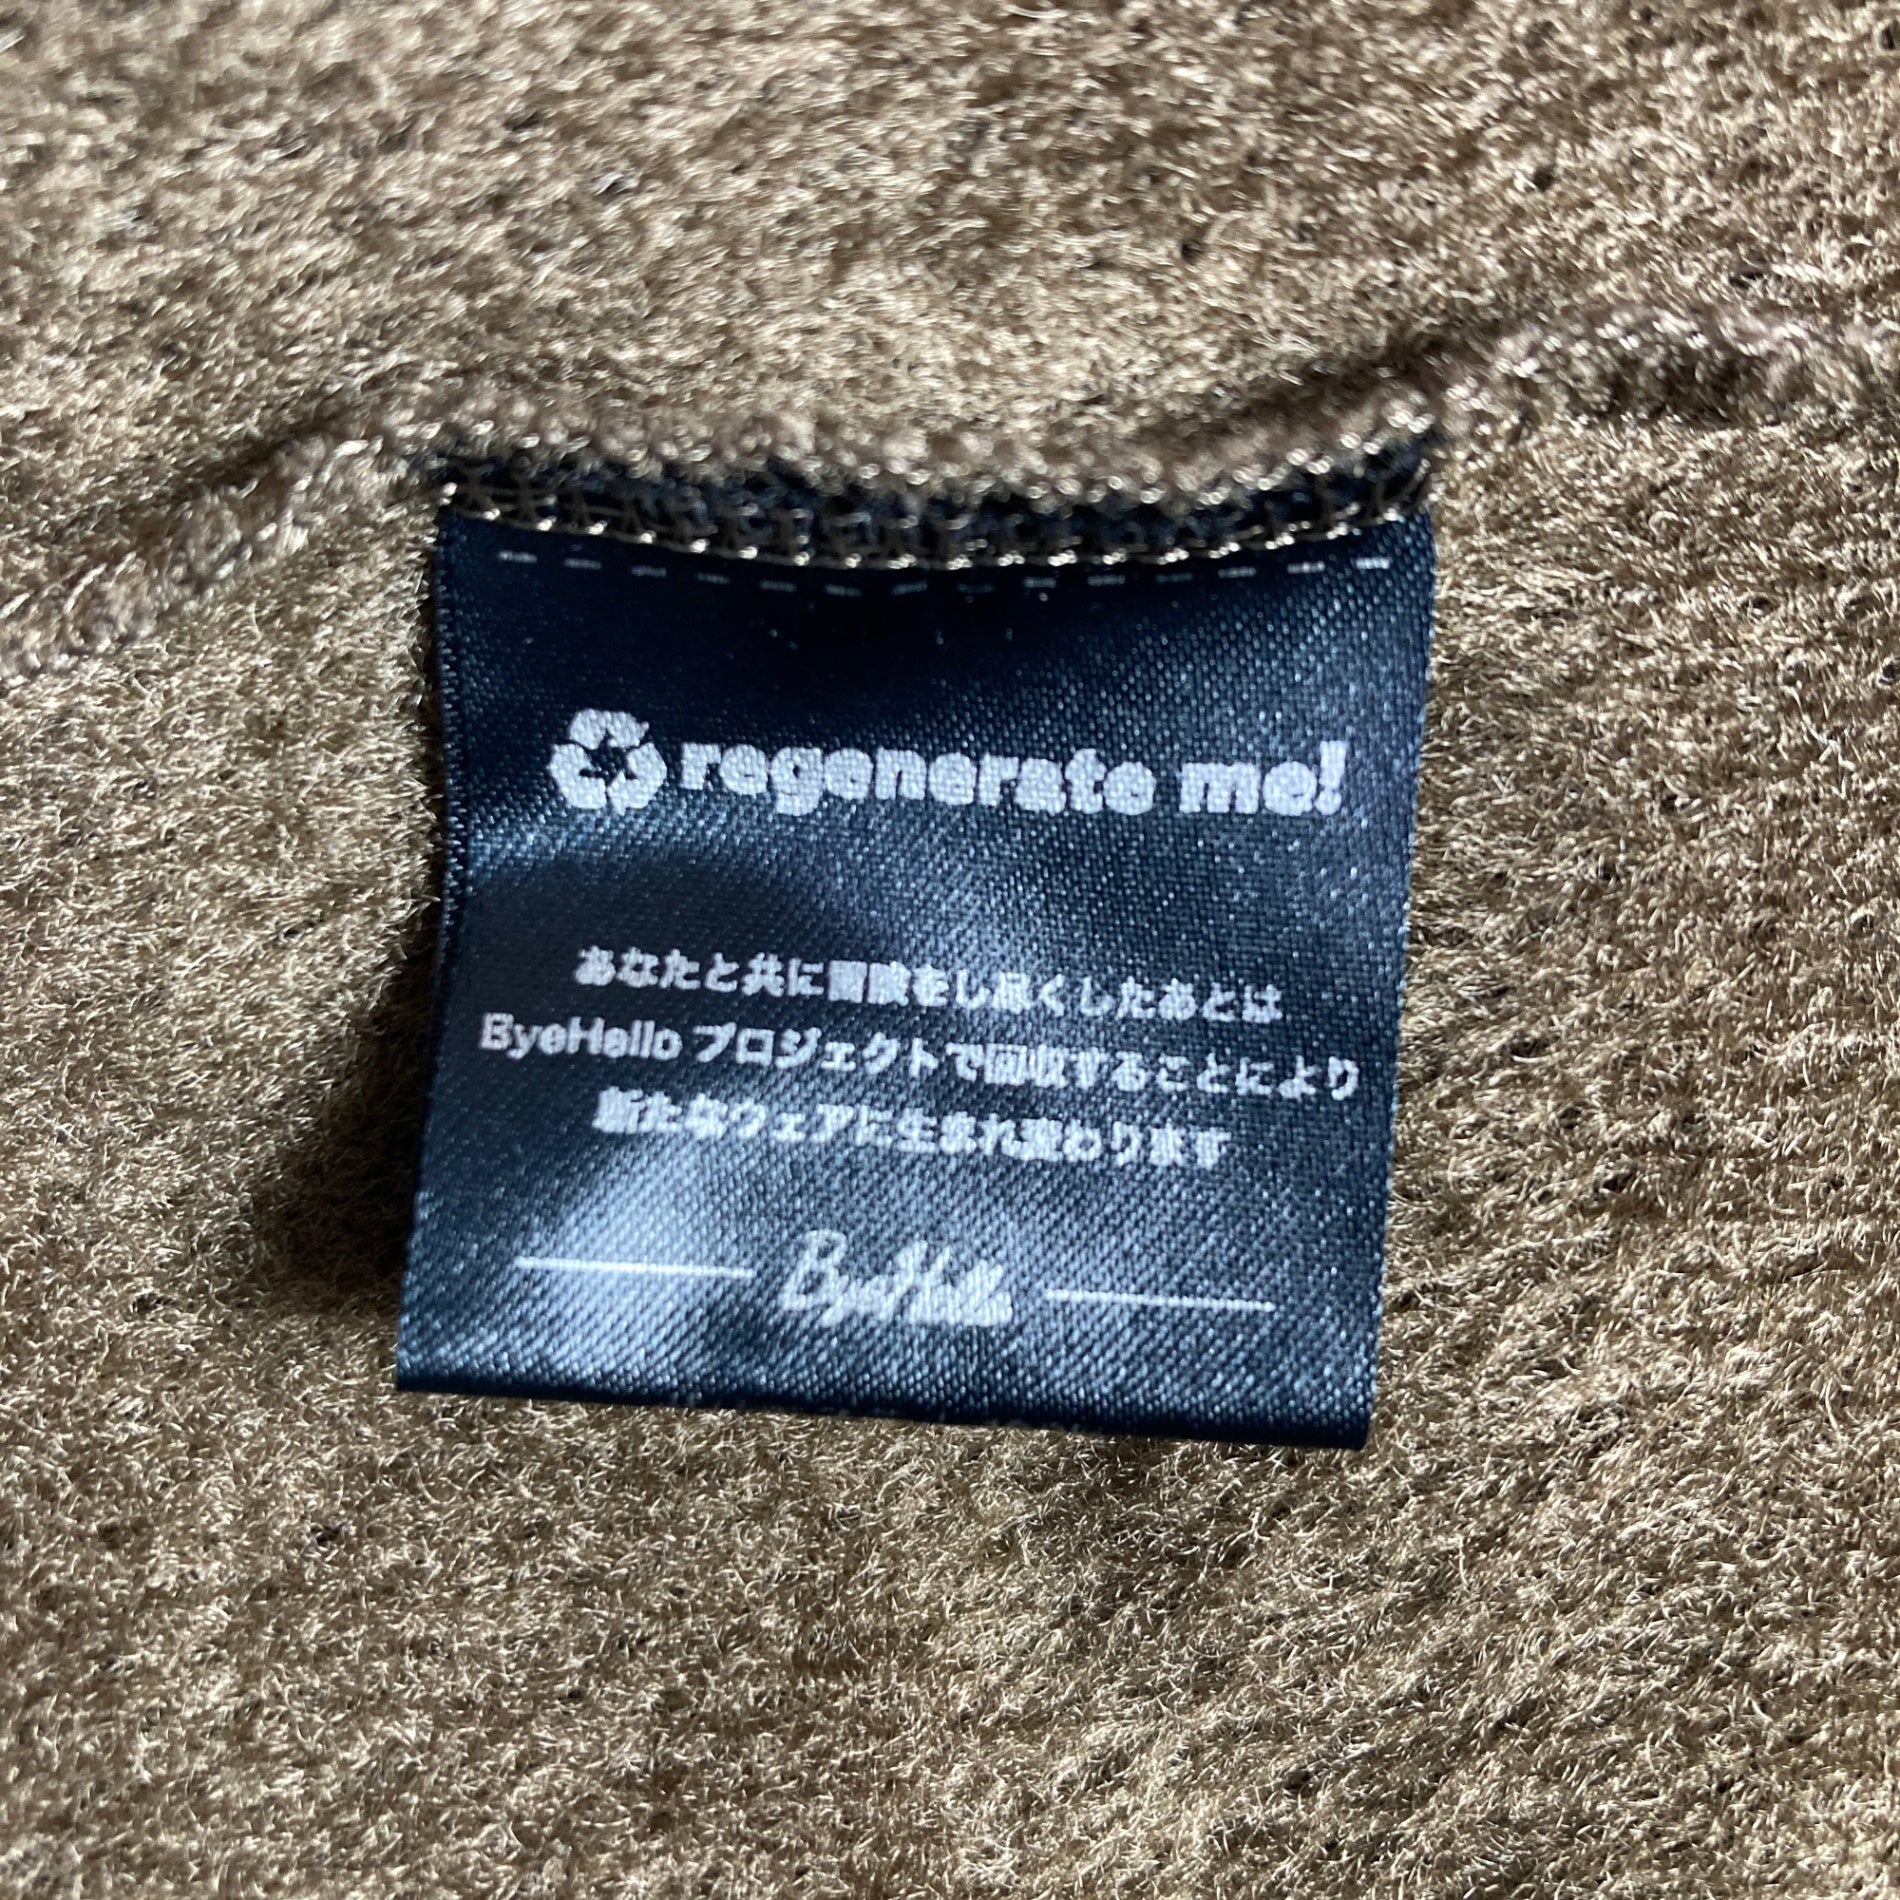 regenerate me!
あなたと共に冒険をし尽くしたあとは
ByeHello プロジェクトで回収することにより
新たなウェアに生まれ変わります
ByeHello